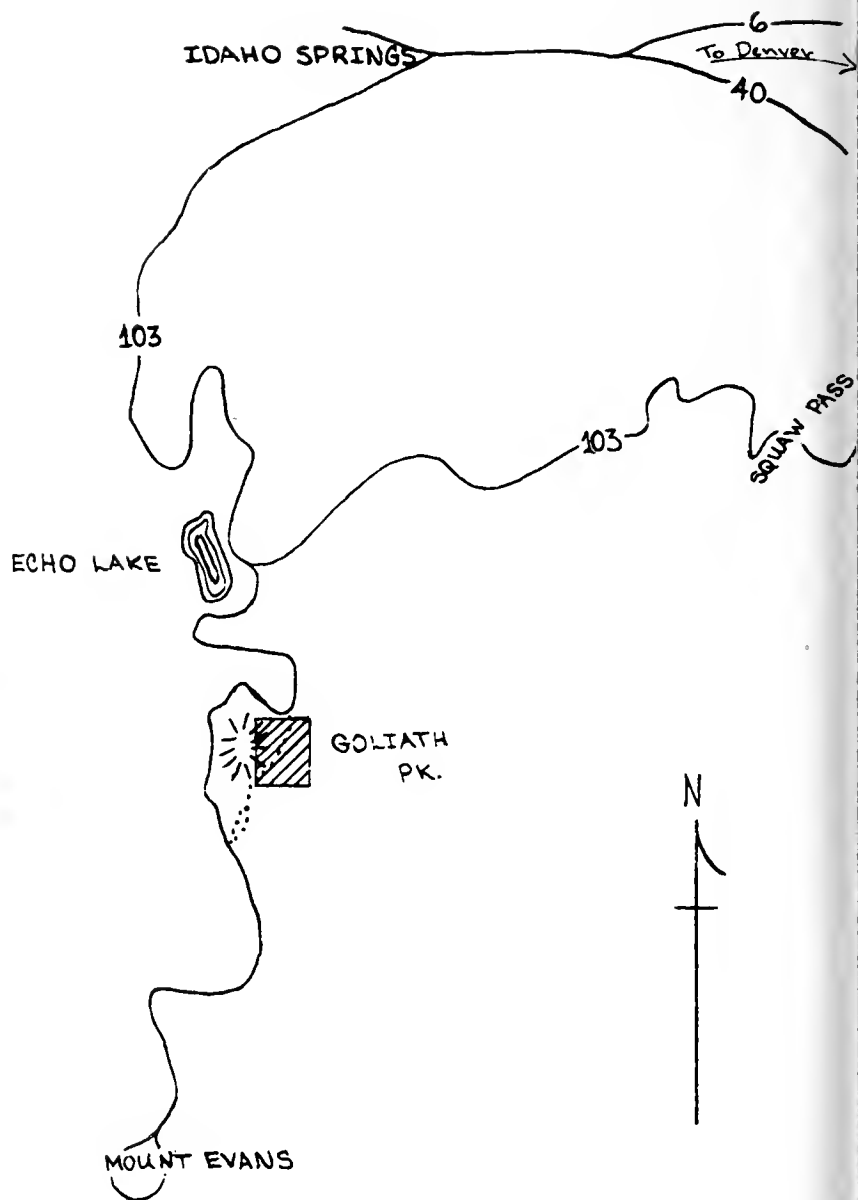 6
IDAHO SPRINGS
To Denver
40
103
SQUAW PASS
103
ECHO LAKE
GOLIATH
PK.
N
MOUNT EVANS